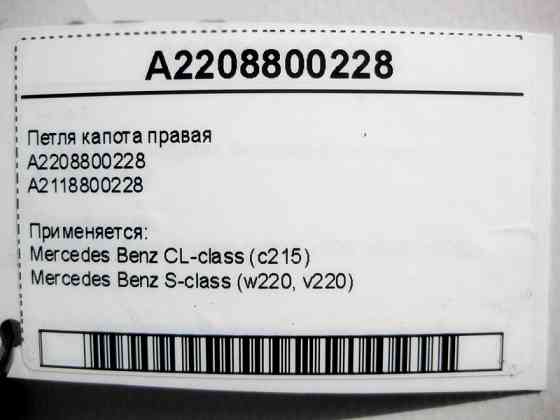 A2208800228
Петля капота правая
A2208800228
A2118800228
Применяется:
Mercedes Benz CL-class (c215)
Mercedes Benz S-class (w220, v220)